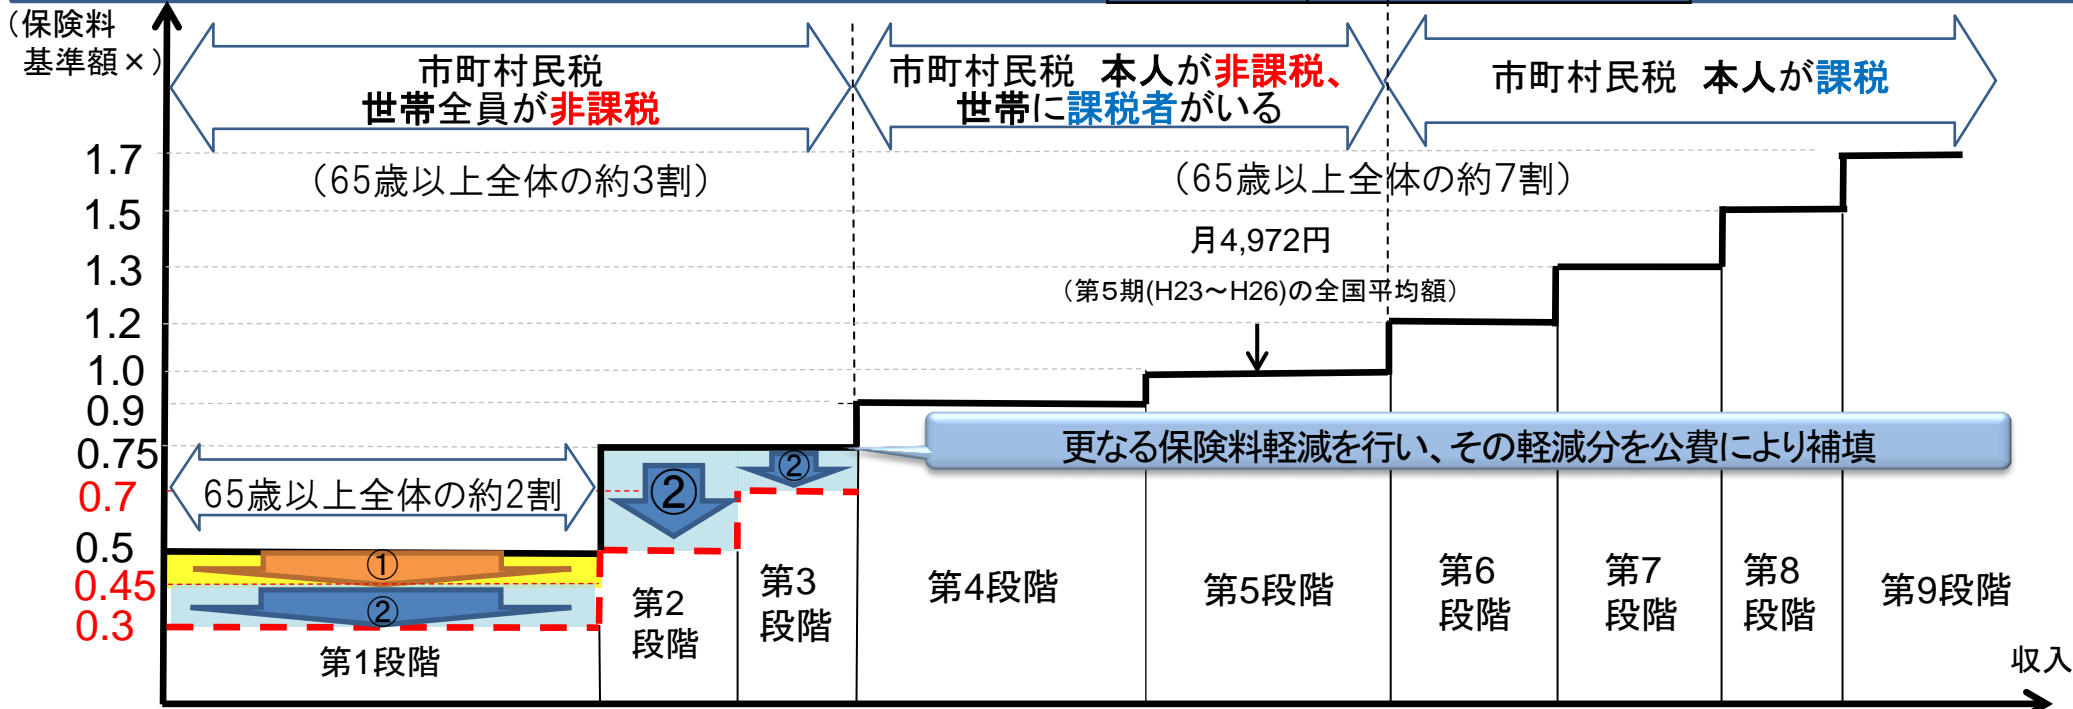 （保険料
基準額×）
市町村民税
世帯全員が非課税
市町村民税　本人が非課税、
世帯に課税者がいる
市町村民税　本人が課税
（65歳以上全体の約3割）
（65歳以上全体の約7割）
1.7
1.5
1.3
1.2
1.0
0.9
0.75
0.7
0.5
0.45
0.3
月4,972円
（第5期(H23～H26)の全国平均額）
更なる保険料軽減を行い、その軽減分を公費により補填
65歳以上全体の約2割
②
②
①
②
第1段階
第2
段階
第3
段階
第4段階
第5段階
第6
段階
第7
段階
第8
段階
第9段階
収入